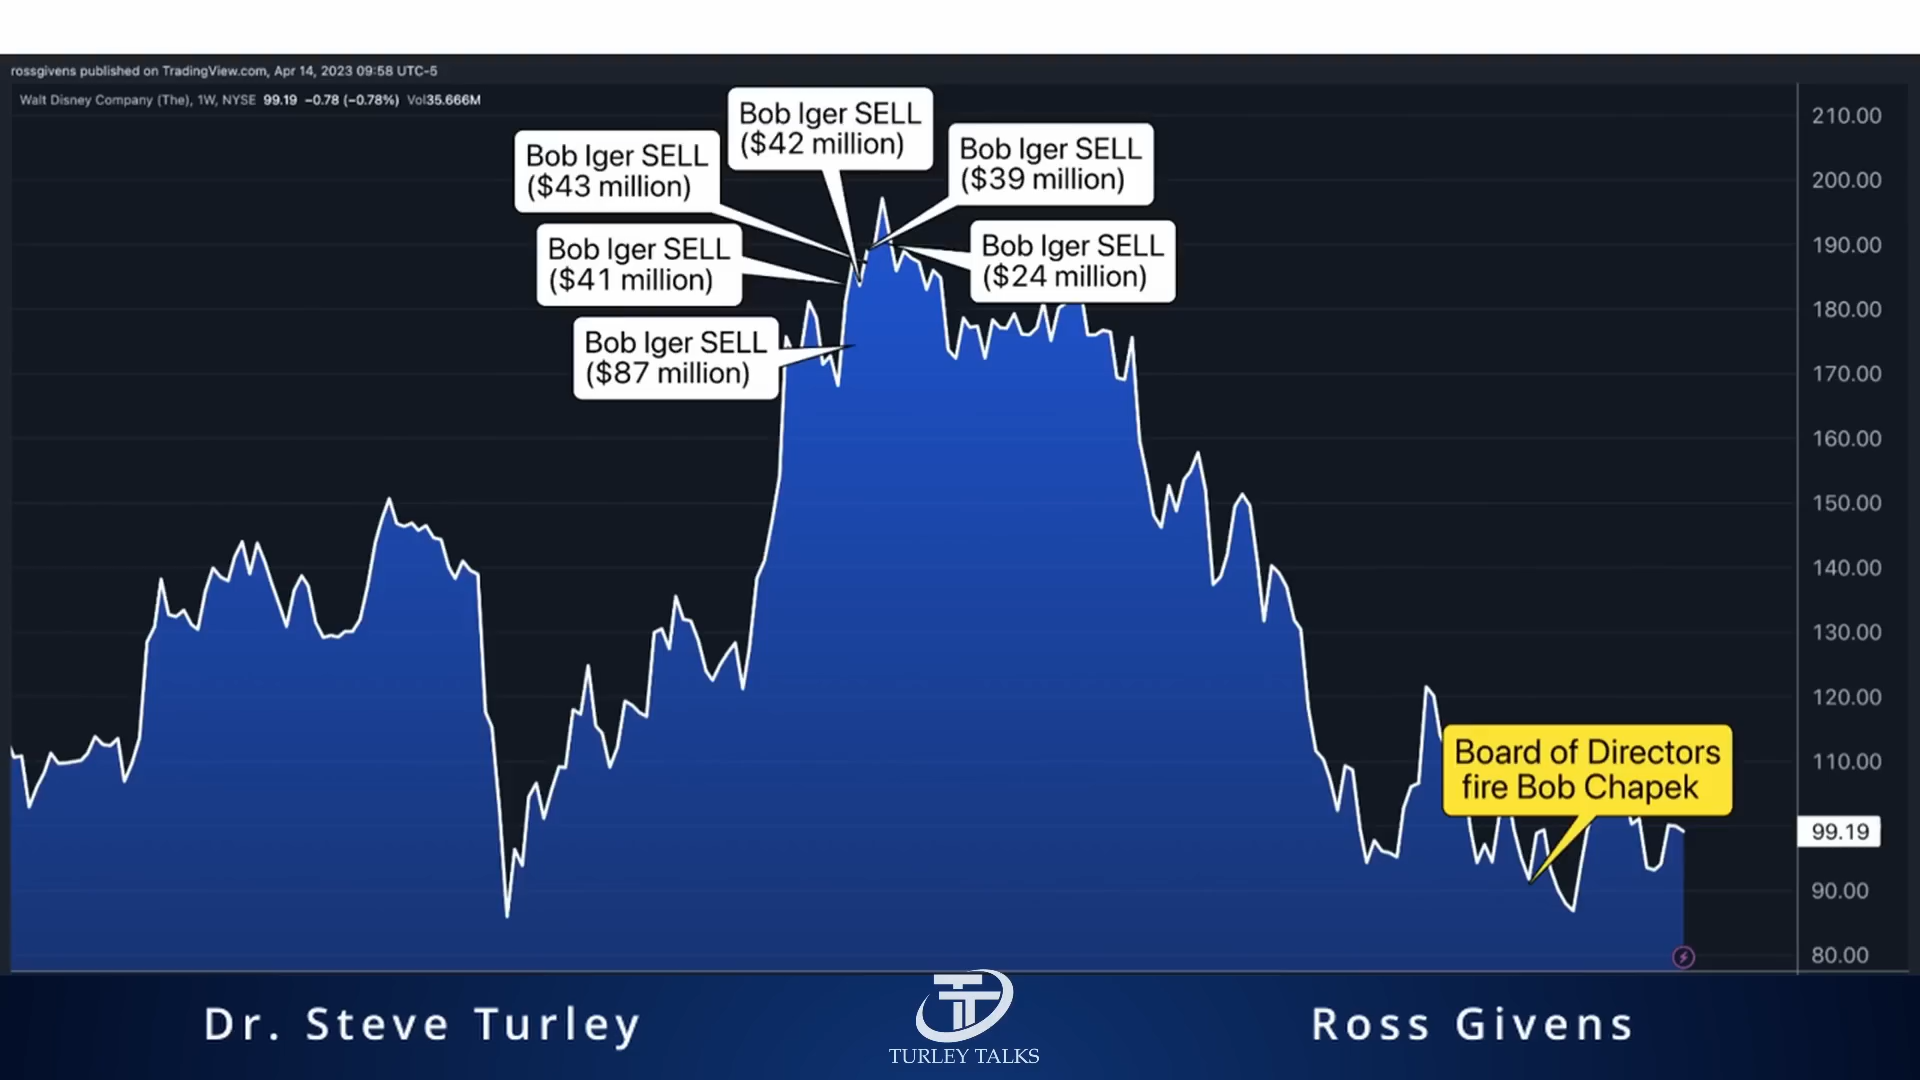 rossgivens published on TradingView.com, Apr 14, 2023 09:58 UTC-5
Walt Disney Company (The), 1W, NYSE 99.19 −0.78 (−0.78%) Vol35.666M
Bob Iger SELL
($42 million)
Bob Iger SELL
($43 million)
Bob Iger SELL
($39 million)
Bob Iger SELL
($41 million)
Bob Iger SELL
($24 million)
Bob Iger SELL
($87 million)
Board of Directors
fire Bob Chapek
210.00
200.00
190.00
180.00
170.00
160.00
150.00
140.00
130.00
120.00
110.00
99.19
90.00
80.00
Dr. Steve Turley
TURLEY TALKS
Ross Givens